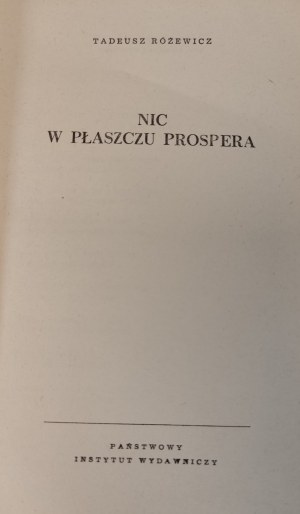 TADEUSZ RÓŻEWICZ
NIC
W PŁASZCZU PROSPERA
PAŃSTWOWY
INSTYTUT WYDAWNICZY